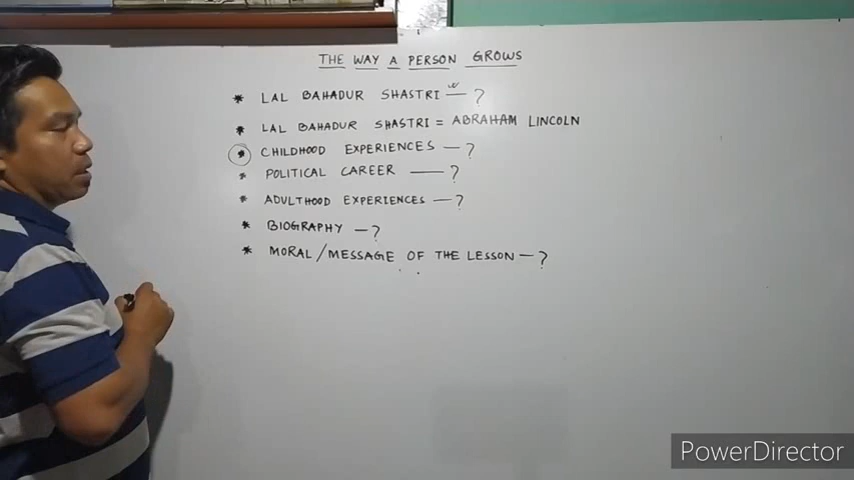 THE WAY A PERSON GROWS
* LAL BAHADUR SHASTRI — ?
* LAL BAHADUR SHASTRI = ABRAHAM LINCOLN
* CHILDHOOD EXPERIENCES — ?
* POLITICAL CAREER — ?
* ADULTHOOD EXPERIENCES — ?
* BIOGRAPHY — ?
* MORAL/MESSAGE OF THE LESSON — ?
PowerDirector